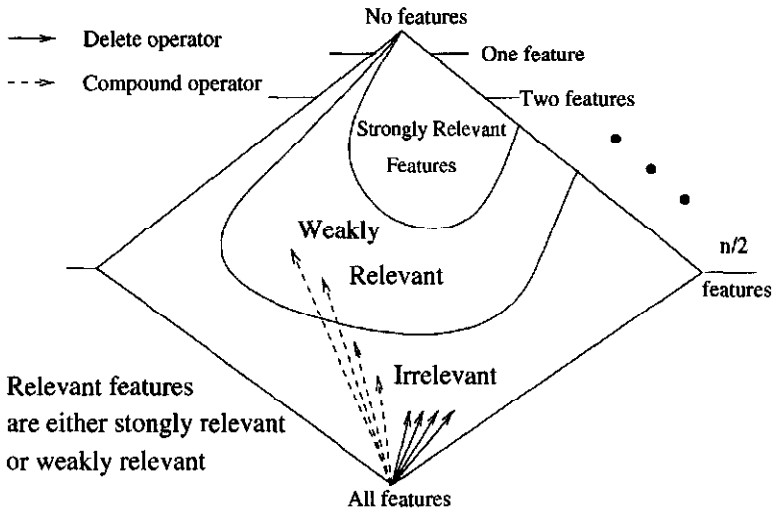 No features
Delete operator
One feature
Compound operator
Two features
Strongly Relevant
Features
Weakly
Relevant
n/2
features
Irrelevant
Relevant features
are either stongly relevant
or weakly relevant
All features